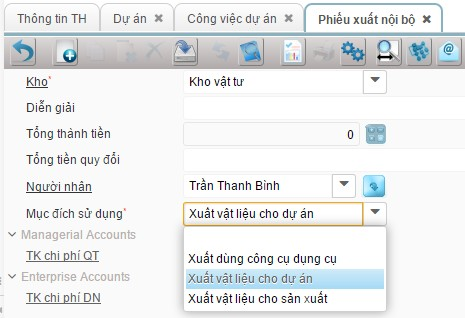 Thông tin TH Dự án Công việc dự án Phiếu xuất nội bộ
Kho* Kho vật tư
Diễn giải
Tổng thành tiền 0
Tổng tiền quy đổi
Người nhân Trần Thanh Bình
Mục đích sử dụng* Xuất vật liệu cho dự án
Managerial Accounts
Xuất dùng công cụ dụng cụ
TK chi phí QT
Xuất vật liệu cho dự án
Enterprise Accounts
TK chi phí DN Xuất vật liệu cho sản xuất